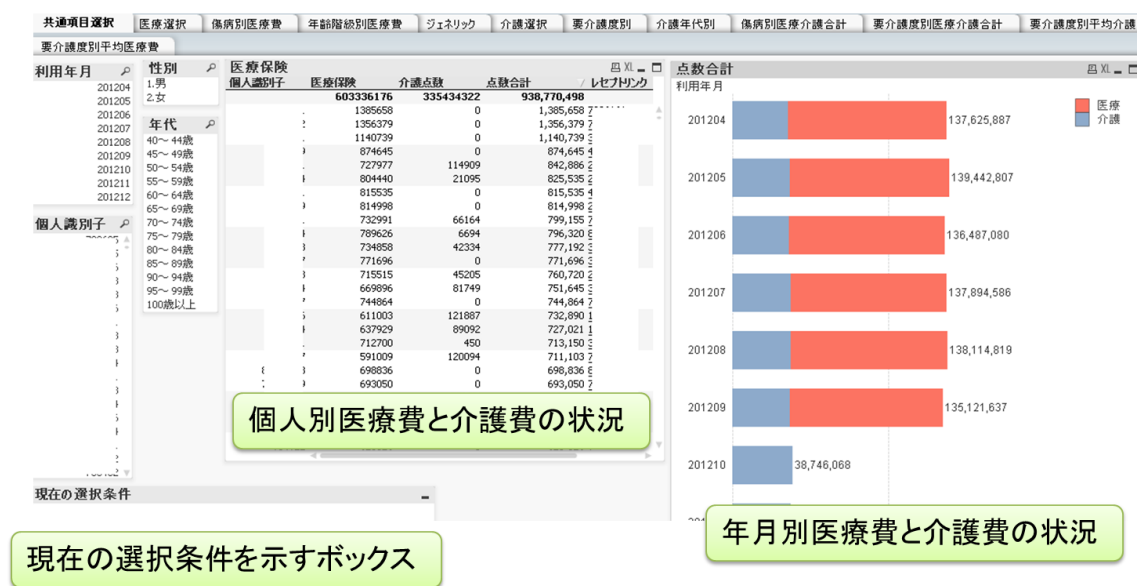 共通項目選択 医療選択 傷病別医療費 年齢階級別医療費 ジェネリック 介護選択 要介護度別 介護年代別 傷病別医療介護合計 要介護度別医療介護合計 要介護度別平均介護
要介護度別平均医療費
利用年月
201204
201205
201206
201207
201208
201209
201210
201211
201212
個人識別子
性別
1.男
2.女
年代
40～44歳
45～49歳
50～54歳
55～59歳
60～64歳
65～69歳
70～74歳
75～79歳
80～84歳
85～89歳
90～94歳
95～99歳
100歳以上
医療保険
個人識別子 医療保険 介護点数 点数合計 レセプトリンク
603336176 335434322 938,770,498
1385658 0 1,385,658
1356379 0 1,356,379
1140739 0 1,140,739
874645 0 874,645
727977 114909 842,886
804440 21095 825,535
815535 0 815,535
814998 0 814,998
732991 66164 799,155
789626 6694 796,320
734858 42334 777,192
771696 0 771,696
715515 45205 760,720
669896 81749 751,645
744864 0 744,864
611003 121887 732,890
637929 89092 727,021
712700 450 713,150
591009 120094 711,103
698836 0 698,836
693050 0 693,050
個人別医療費と介護費の状況
点数合計
XL
利用年月
医療
介護
201204 137,625,887
201205 139,442,807
201206 136,487,080
201207 137,894,586
201208 138,114,819
201209 135,121,637
201210 38,746,068
年月別医療費と介護費の状況
現在の選択条件
現在の選択条件を示すボックス